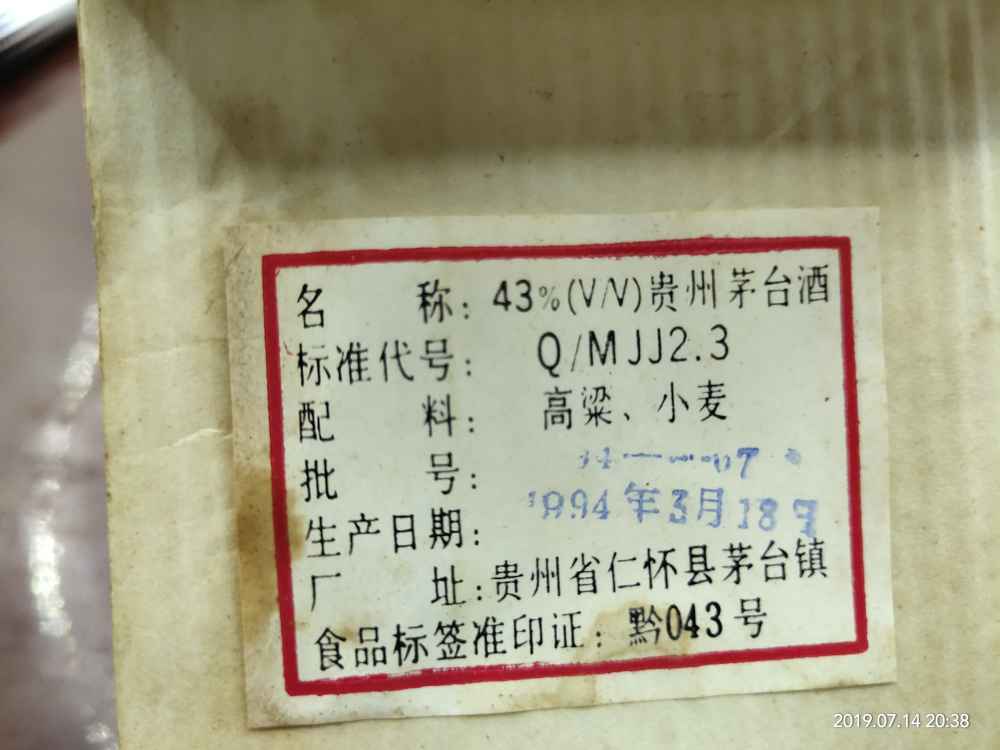 名 称: 43%(V/V)贵州茅台酒
标准代号: Q/MJJ2.3
配 料: 高粱、小麦
批 号:
生产日期: 1994年3月18
厂 址:贵州省仁怀县茅台镇
食品标签准印证: 黔043号
2019.07.14 20:38